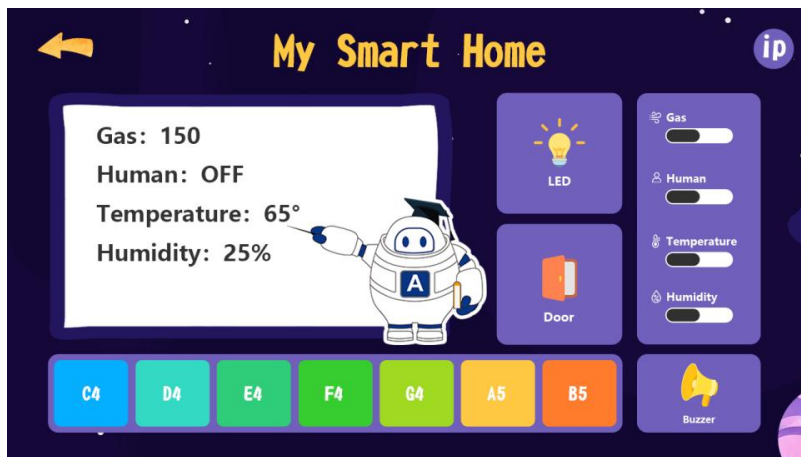 My Smart Home
ip
Gas: 150
Human: OFF
Temperature: 65°
Humidity: 25%
A
LED
Door
Gas
Human
Temperature
Humidity
C4 D4 E4 F4 G4 A5 B5
Buzzer